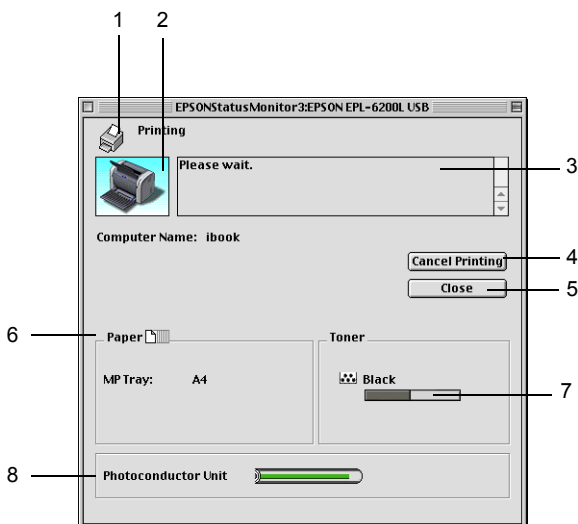 1 2
EPSONStatusMonitor3:EPSON EPL-6200L USB
Printing
Please wait.
3
Computer Name: ibook
Cancel Printing
4
Close
5
6
Paper
Toner
MP Tray: A4
Black
7
8
Photoconductor Unit